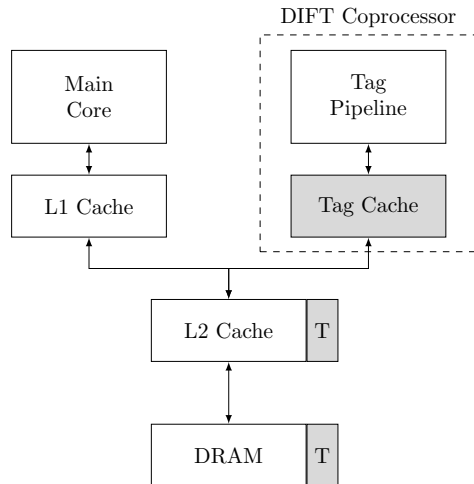 DIFT Coprocessor
Main
Core
Tag
Pipeline
L1 Cache
Tag Cache
L2 Cache
T
DRAM
T